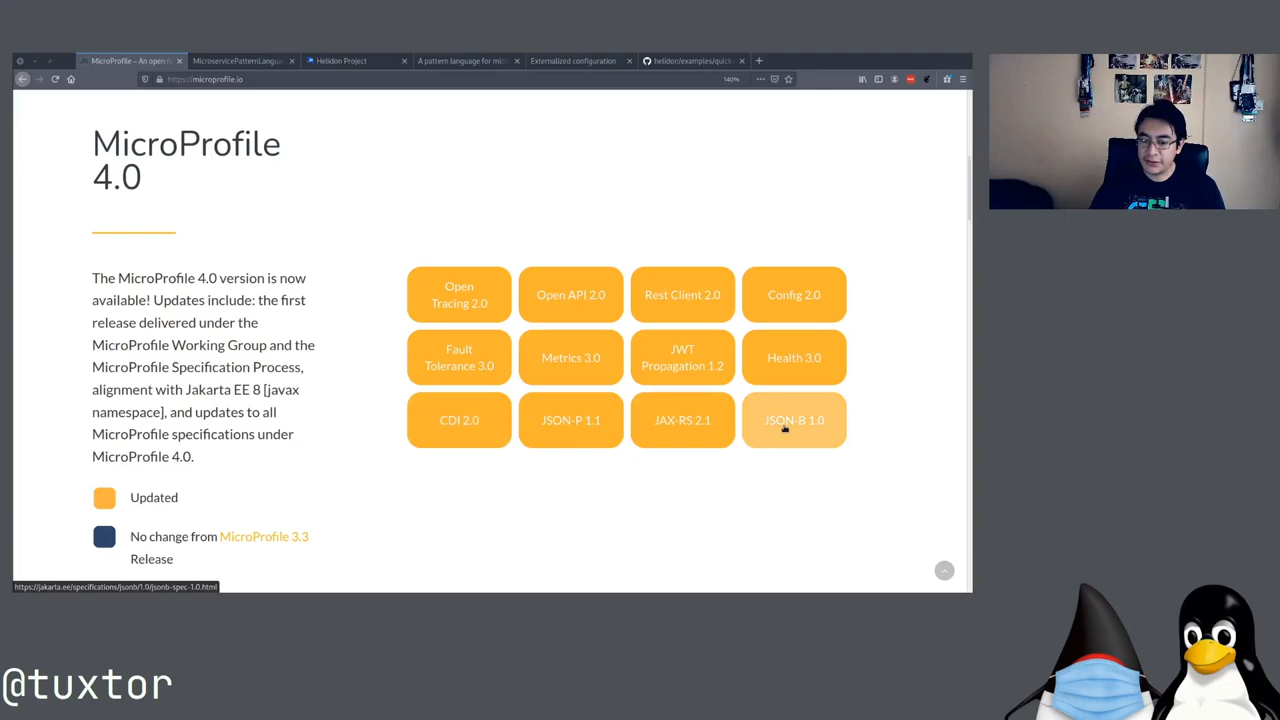 MicroProfile – An open fi
MicroservicePatternLangua
Helidon Project
A pattern language for micr
Externalized configuration
helidon/examples/quicks
https://microprofile.io
140%
MicroProfile
4.0
The MicroProfile 4.0 version is now
available! Updates include: the first
release delivered under the
MicroProfile Working Group and the
MicroProfile Specification Process,
alignment with Jakarta EE 8 [javax
namespace], and updates to all
MicroProfile specifications under
MicroProfile 4.0.
Updated
No change from MicroProfile 3.3
Release
Open
Tracing 2.0
Open API 2.0
Rest Client 2.0
Config 2.0
Fault
Tolerance 3.0
Metrics 3.0
JWT
Propagation 1.2
Health 3.0
CDI 2.0
JSON-P 1.1
JAX-RS 2.1
JSON-B 1.0
https://jakarta.ee/specifications/jsonb/1.0/jsonb-spec-1.0.html
@tuxtor